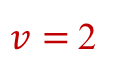 𝑣 = 2